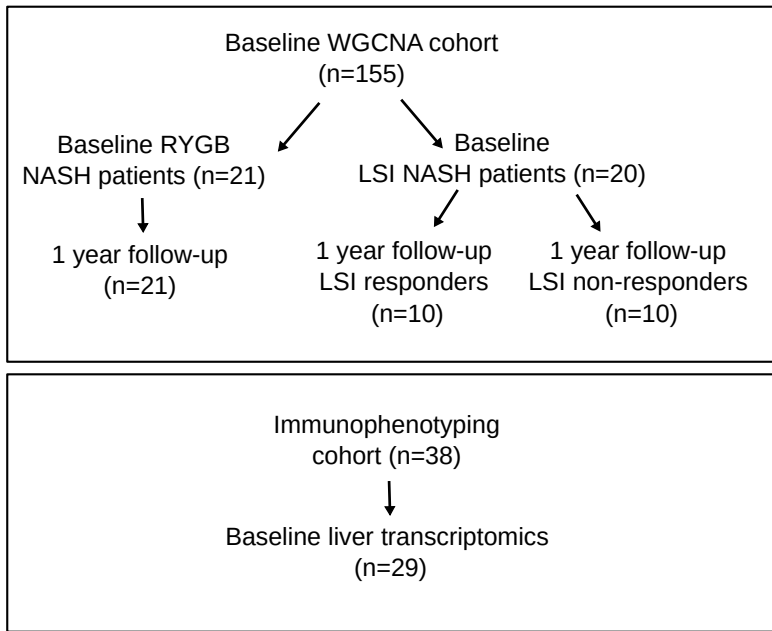 Baseline WGCNA cohort
(n=155)
Baseline RYGB
NASH patients (n=21)
Baseline
LSI NASH patients (n=20)
1 year follow-up
(n=21)
1 year follow-up
LSI responders
(n=10)
1 year follow-up
LSI non-responders
(n=10)
Immunophenotyping
cohort (n=38)
Baseline liver transcriptomics
(n=29)